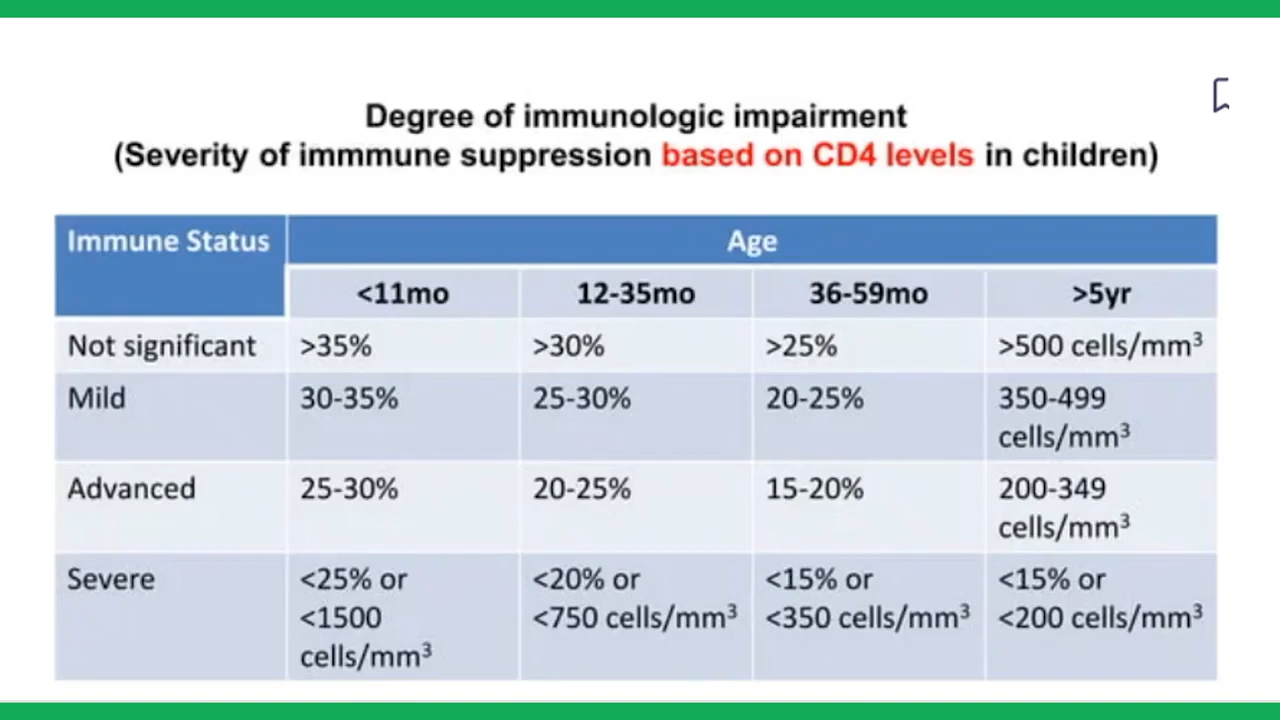 Degree of immunologic impairment
(Severity of immmune suppression based on CD4 levels in children)
Immune Status
Age
<11mo
12-35mo
36-59mo
>5yr
Not significant
>35%
>30%
>25%
>500 cells/mm³
Mild
30-35%
25-30%
20-25%
350-499
cells/mm³
Advanced
25-30%
20-25%
15-20%
200-349
cells/mm³
Severe
<25% or
<1500
cells/mm³
<20% or
<750 cells/mm³
<15% or
<350 cells/mm³
<15% or
<200 cells/mm³